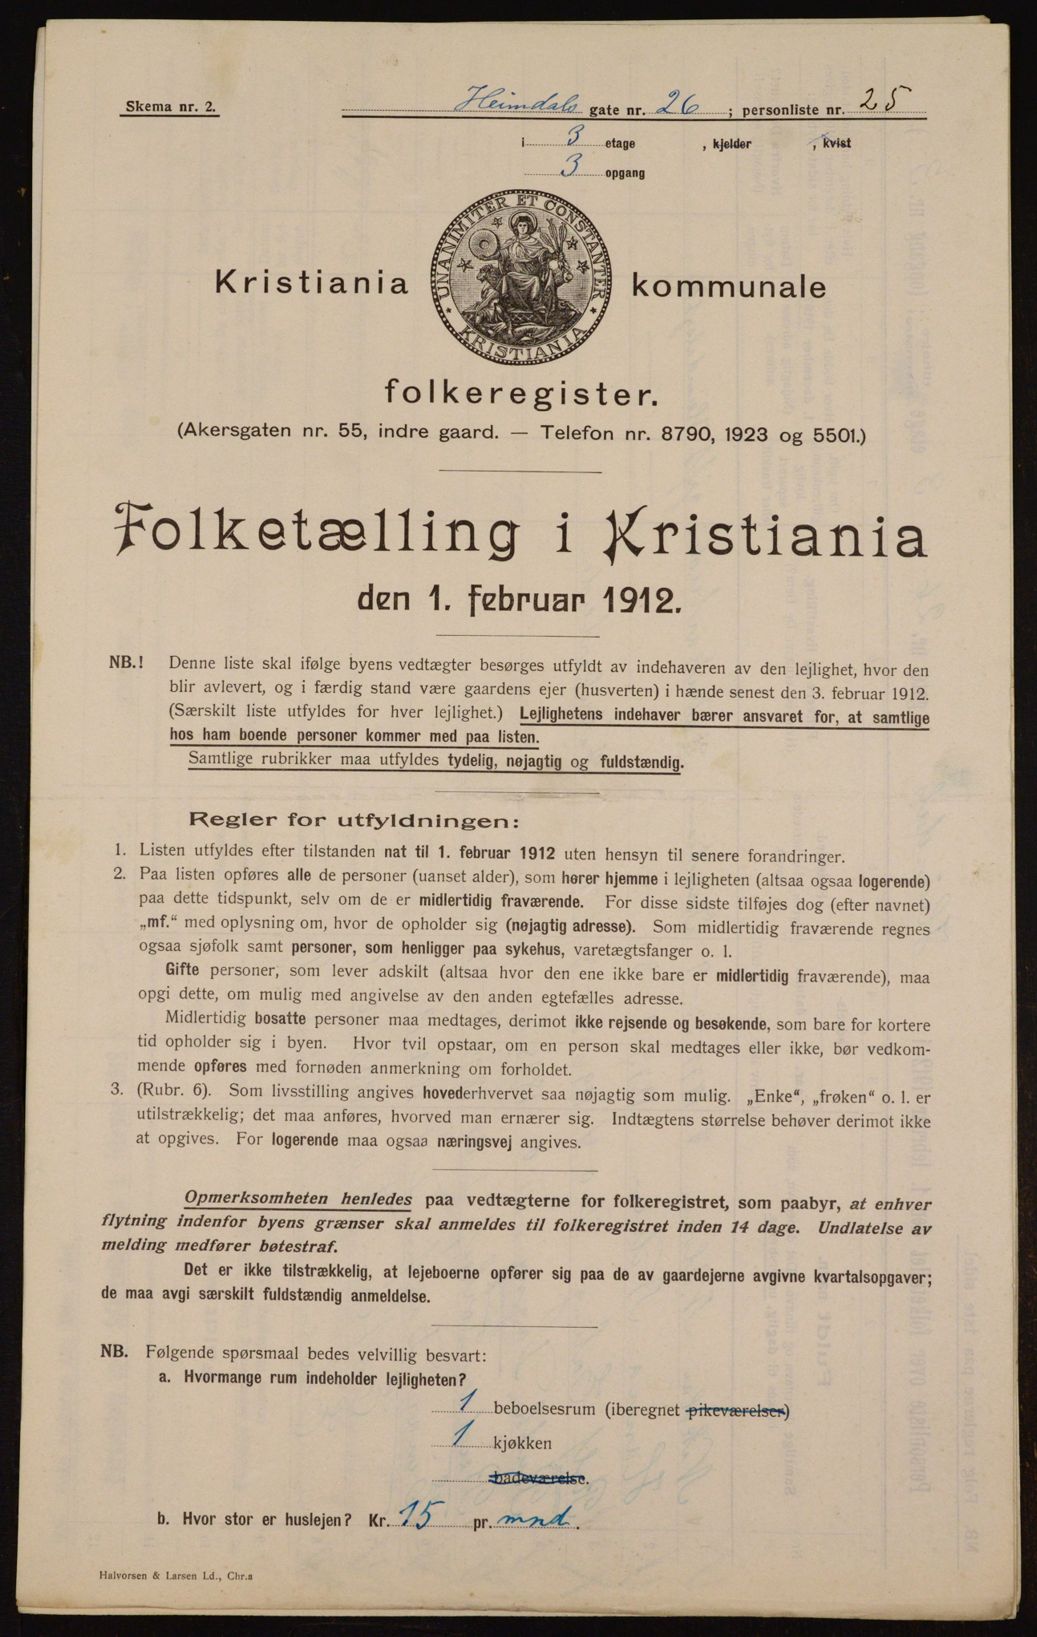 Skema nr. 2.
Heimdals gate nr. 26 ; personliste nr. 25
i 3 etage , kjelder , kvist
3 opgang
UNANIMITER ET CONSTANTER
KRISTIANIA
Kristiania kommunale
folkeregister.
(Akersgaten nr. 55, indre gaard. — Telefon nr. 8790, 1923 og 5501.)
Folketælling i Kristiania
den 1. februar 1912.
NB.! Denne liste skal ifølge byens vedtægter besørges utfyldt av indehaveren av den lejlighet, hvor den
blir avlevert, og i færdig stand være gaardens ejer (husverten) i hænde senest den 3. februar 1912.
(Særskilt liste utfyldes for hver lejlighet.) Lejlighetens indehaver bærer ansvaret for, at samtlige
hos ham boende personer kommer med paa listen.
Samtlige rubrikker maa utfyldes tydelig, nøjagtig og fuldstændig.
Regler for utfyldningen:
1. Listen utfyldes efter tilstanden nat til 1. februar 1912 uten hensyn til senere forandringer.
2. Paa listen opføres alle de personer (uanset alder), som hører hjemme i lejligheten (altsaa ogsaa logerende)
paa dette tidspunkt, selv om de er midlertidig fraværende. For disse sidste tilføjes dog (efter navnet)
„mf.“ med oplysning om, hvor de opholder sig (nøjagtig adresse). Som midlertidig fraværende regnes
ogsaa sjøfolk samt personer, som henligger paa sykehus, varetægtsfanger o. l.
Gifte personer, som lever adskilt (altsaa hvor den ene ikke bare er midlertidig fraværende), maa
opgi dette, om mulig med angivelse av den anden egtefælles adresse.
Midlertidig bosatte personer maa medtages, derimot ikke rejsende og besøkende, som bare for kortere
tid opholder sig i byen. Hvor tvil opstaar, om en person skal medtages eller ikke, bør vedkom-
mende opføres med fornøden anmerkning om forholdet.
3. (Rubr. 6). Som livsstilling angives hovederhvervet saa nøjagtig som mulig. „Enke“, „frøken“ o. l. er
utilstrækkelig; det maa anføres, hvorved man ernærer sig. Indtægtens størrelse behøver derimot ikke
at opgives. For logerende maa ogsaa næringsvej angives.
Opmerksomheten henledes paa vedtægterne for folkeregistret, som paabyr, at enhver
flytning indenfor byens grænser skal anmeldes til folkeregistret inden 14 dage. Undlatelse av
melding medfører bøtestraf.
Det er ikke tilstrækkelig, at lejeboerne opfører sig paa de av gaardejerne avgivne kvartalsopgaver;
de maa avgi særskilt fuldstændig anmeldelse.
NB. Følgende spørsmaal bedes velvillig besvart:
a. Hvormange rum indeholder lejligheten?
1 beboelsesrum (iberegnet pikeværelser)
1 kjøkken
badeværelse.
b. Hvor stor er huslejen? Kr. 15 pr. mnd.
Halvorsen & Larsen Ld., Chr.a